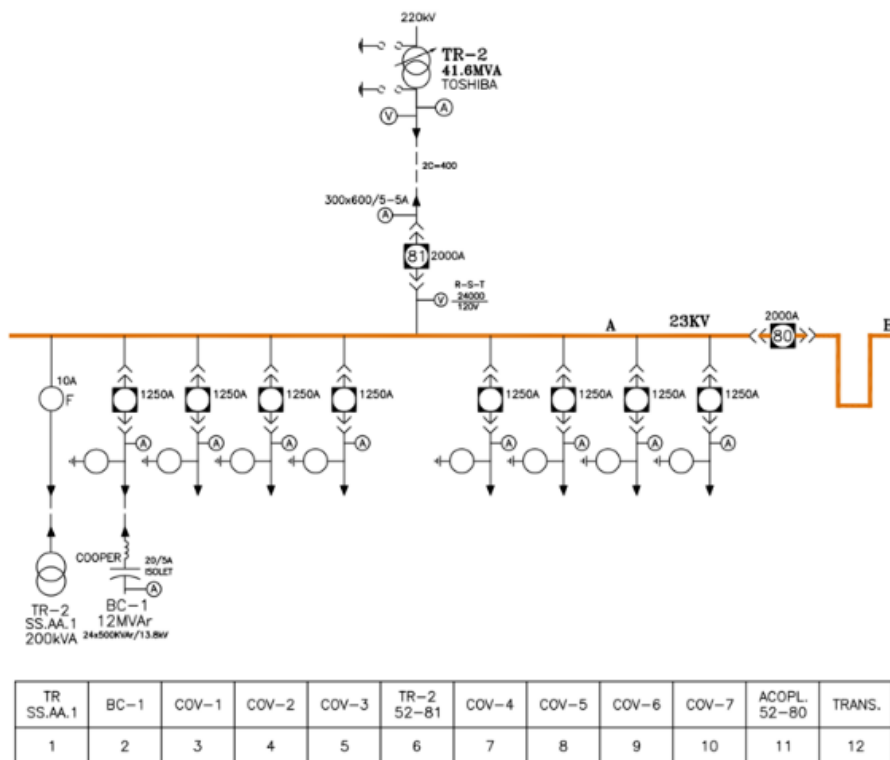 220kV
TR-2
41.6MVA
TOSHIBA
A
V
2C-400
300x600/5-5A
A
81 2000A
R-S-T
V 24000
120V
A 23KV
2000A
80
B
10A
F
1250A 1250A 1250A 1250A 1250A 1250A 1250A 1250A
A A A A A A A A
COOPER
20/5A
ISOLET
A
TR-2
SS.AA.1
200kVA
BC-1
12MVAr
24x500KVAr/13.8kV
TR SS.AA.1 BC-1 COV-1 COV-2 COV-3 TR-2 52-81 COV-4 COV-5 COV-6 COV-7 ACOPL. 52-80 TRANS.
1 2 3 4 5 6 7 8 9 10 11 12